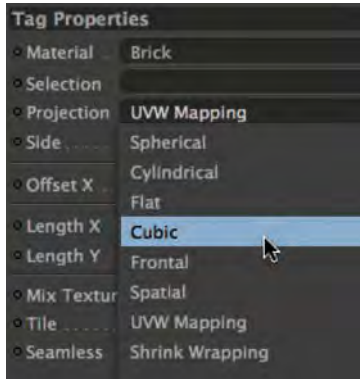 Tag Properties
Material Brick
Selection
Projection UVW Mapping
Side Spherical
Cylindrical
Offset X
Flat
Length X Cubic
Length Y Frontal
Mix Textur Spatial
Tile UVW Mapping
Seamless Shrink Wrapping